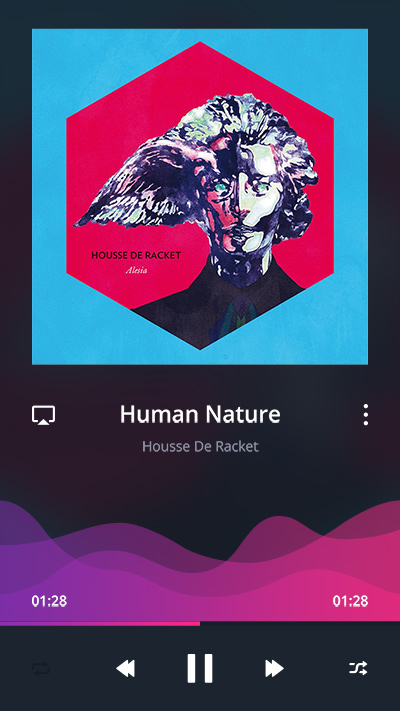 HOUSSE DE RACKET
Alesia
Human Nature
Housse De Racket
01:28
01:28